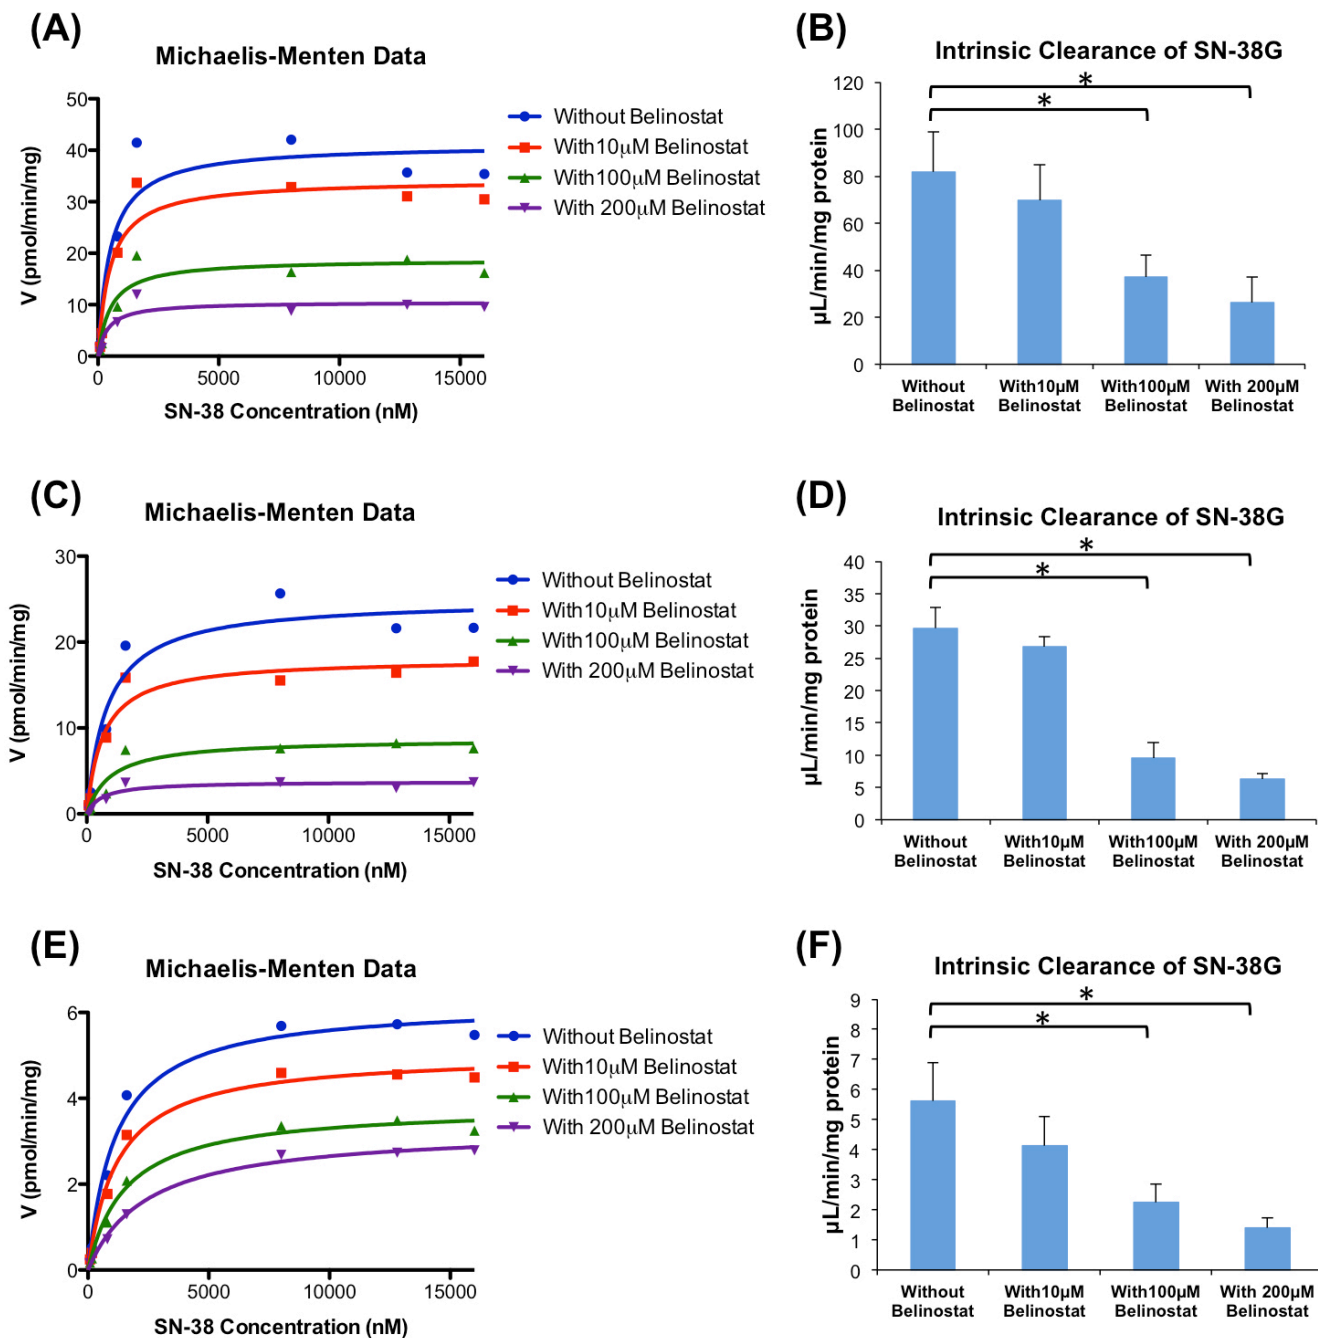 (A)
Michaelis-Menten Data
50
40
30
20
10
0
0
5000
10000
15000
V (pmol/min/mg)
SN-38 Concentration (nM)
Without Belinostat
With10μM Belinostat
With100μM Belinostat
With 200μM Belinostat
(B)
Intrinsic Clearance of SN-38G
*
*
120
100
80
60
40
20
0
μL/min/mg protein
Without
Belinostat
With10μM
Belinostat
With100μM
Belinostat
With 200μM
Belinostat
(C)
Michaelis-Menten Data
30
20
10
0
0
5000
10000
15000
V (pmol/min/mg)
SN-38 Concentration (nM)
Without Belinostat
With10μM Belinostat
With100μM Belinostat
With 200μM Belinostat
(D)
Intrinsic Clearance of SN-38G
*
*
40
35
30
25
20
15
10
5
0
μL/min/mg protein
Without
Belinostat
With10μM
Belinostat
With100μM
Belinostat
With 200μM
Belinostat
(E)
Michaelis-Menten Data
6
4
2
0
0
5000
10000
15000
V (pmol/min/mg)
SN-38 Concentration (nM)
Without Belinostat
With10μM Belinostat
With100μM Belinostat
With 200μM Belinostat
(F)
Intrinsic Clearance of SN-38G
*
*
9
8
7
6
5
4
3
2
1
0
μL/min/mg protein
Without
Belinostat
With10μM
Belinostat
With100μM
Belinostat
With 200μM
Belinostat